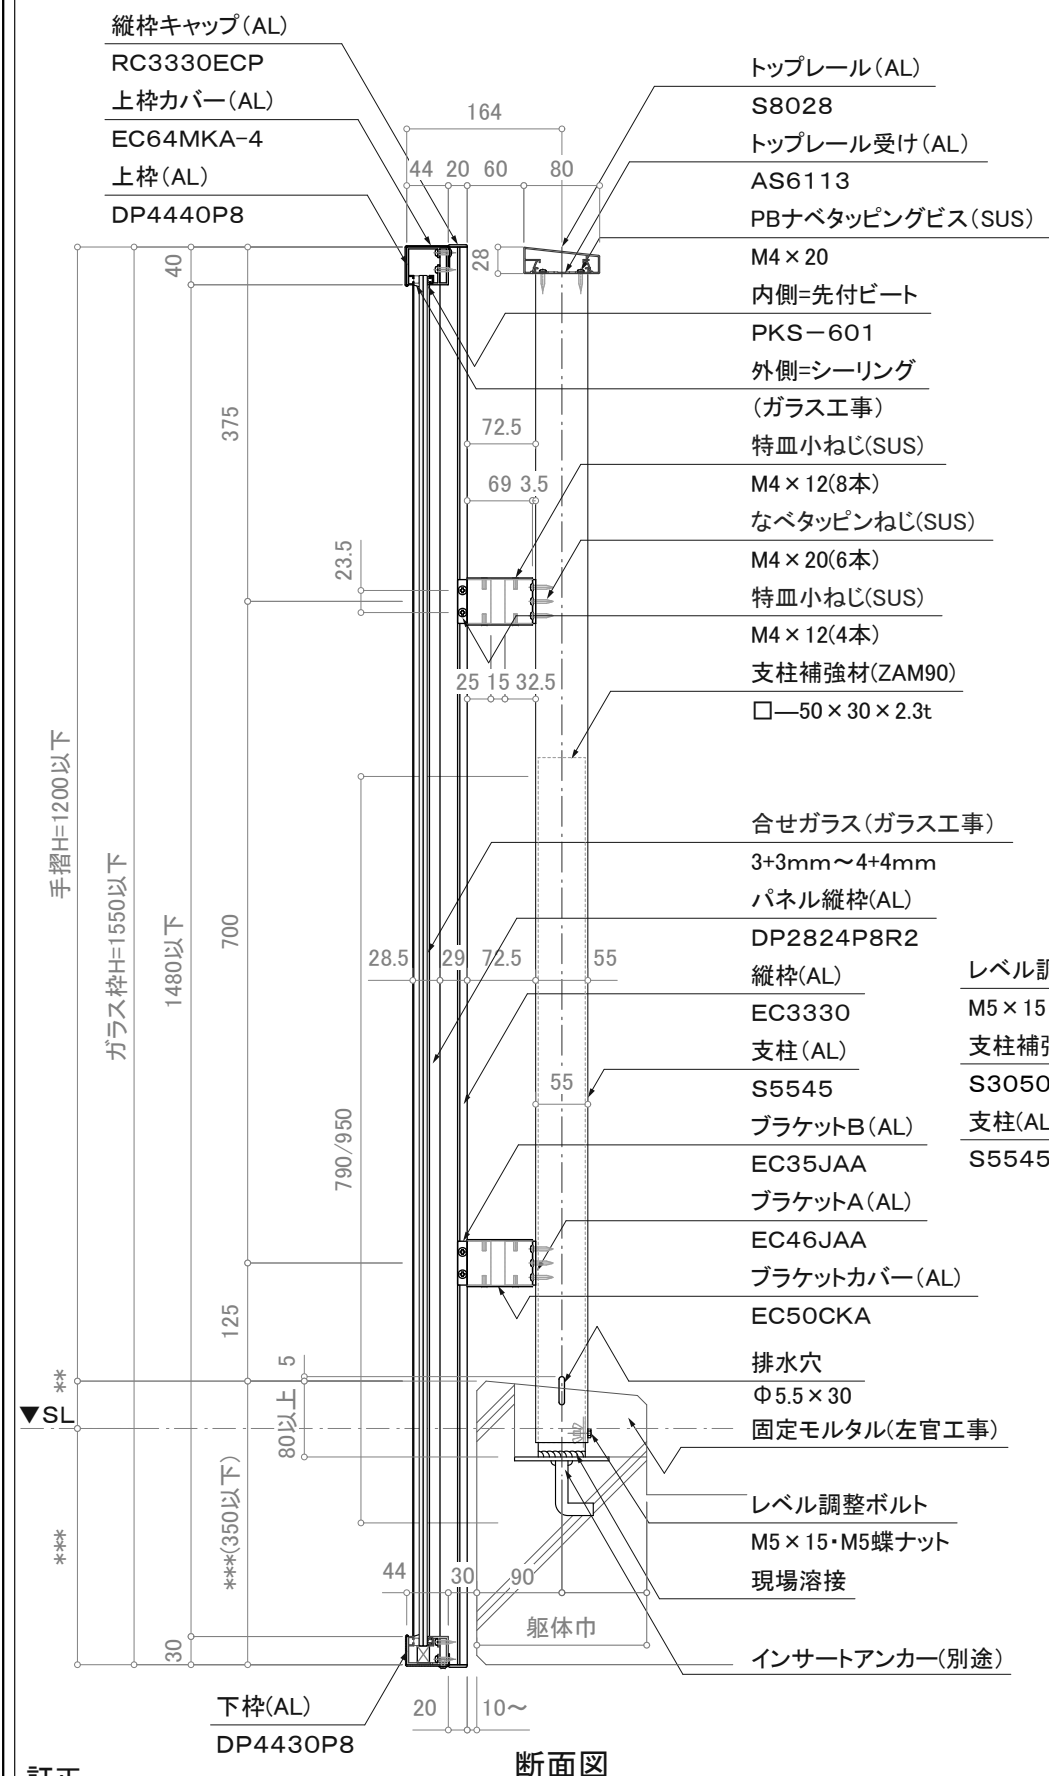 縦枠キャップ(AL)
RC3330ECP
上枠カバー(AL)
EC64MKA-4
上枠(AL)
DP4440P8
トップレール(AL)
S8028
トップレール受け(AL)
AS6113
PBナベタッピングビス(SUS)
M4×20
内側=先付ビート
PKS-601
外側=シーリング
(ガラス工事)
特皿小ねじ(SUS)
M4×12(8本)
なべタッピンねじ(SUS)
M4×20(6本)
特皿小ねじ(SUS)
M4×12(4本)
支柱補強材(ZAM90)
□—50×30×2.3t
合せガラス(ガラス工事)
3+3mm~4+4mm
パネル縦枠(AL)
DP2824P8R2
縦枠(AL)
EC3330
支柱(AL)
S5545
ブラケットB(AL)
EC35JAA
ブラケットA(AL)
EC46JAA
ブラケットカバー(AL)
EC50CKA
排水穴
Φ5.5×30
固定モルタル(左官工事)
レベル調整ボルト
M5×15・M5蝶ナット
現場溶接
インサートアンカー(別途)
レベル調
M5×15
支柱補強
S3050
支柱(AL
S5545
164
44 20 60 80
28
40
375
72.5
69 3.5
23.5
25 15 32.5
手摺H=1200以下
ガラス枠H=1550以下
1480以下
700
28.5 29 72.5 55
55
790/950
125
5
80以上
**
▼SL
***
***(350以下)
44 30 90
躯体巾
30
20 10~
下枠(AL)
DP4430P8
断面図
訂正